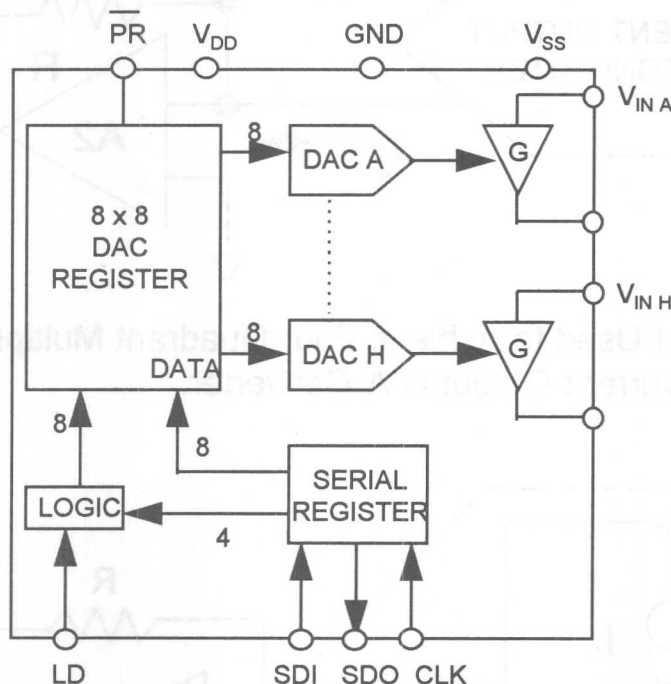 PR
V_DD
GND
V_SS
V_IN A
8
DAC A
G
8 x 8
DAC
REGISTER
V_IN H
8
DAC H
G
DATA
8
8
SERIAL
REGISTER
LOGIC
4
LD
SDI
SDO
CLK